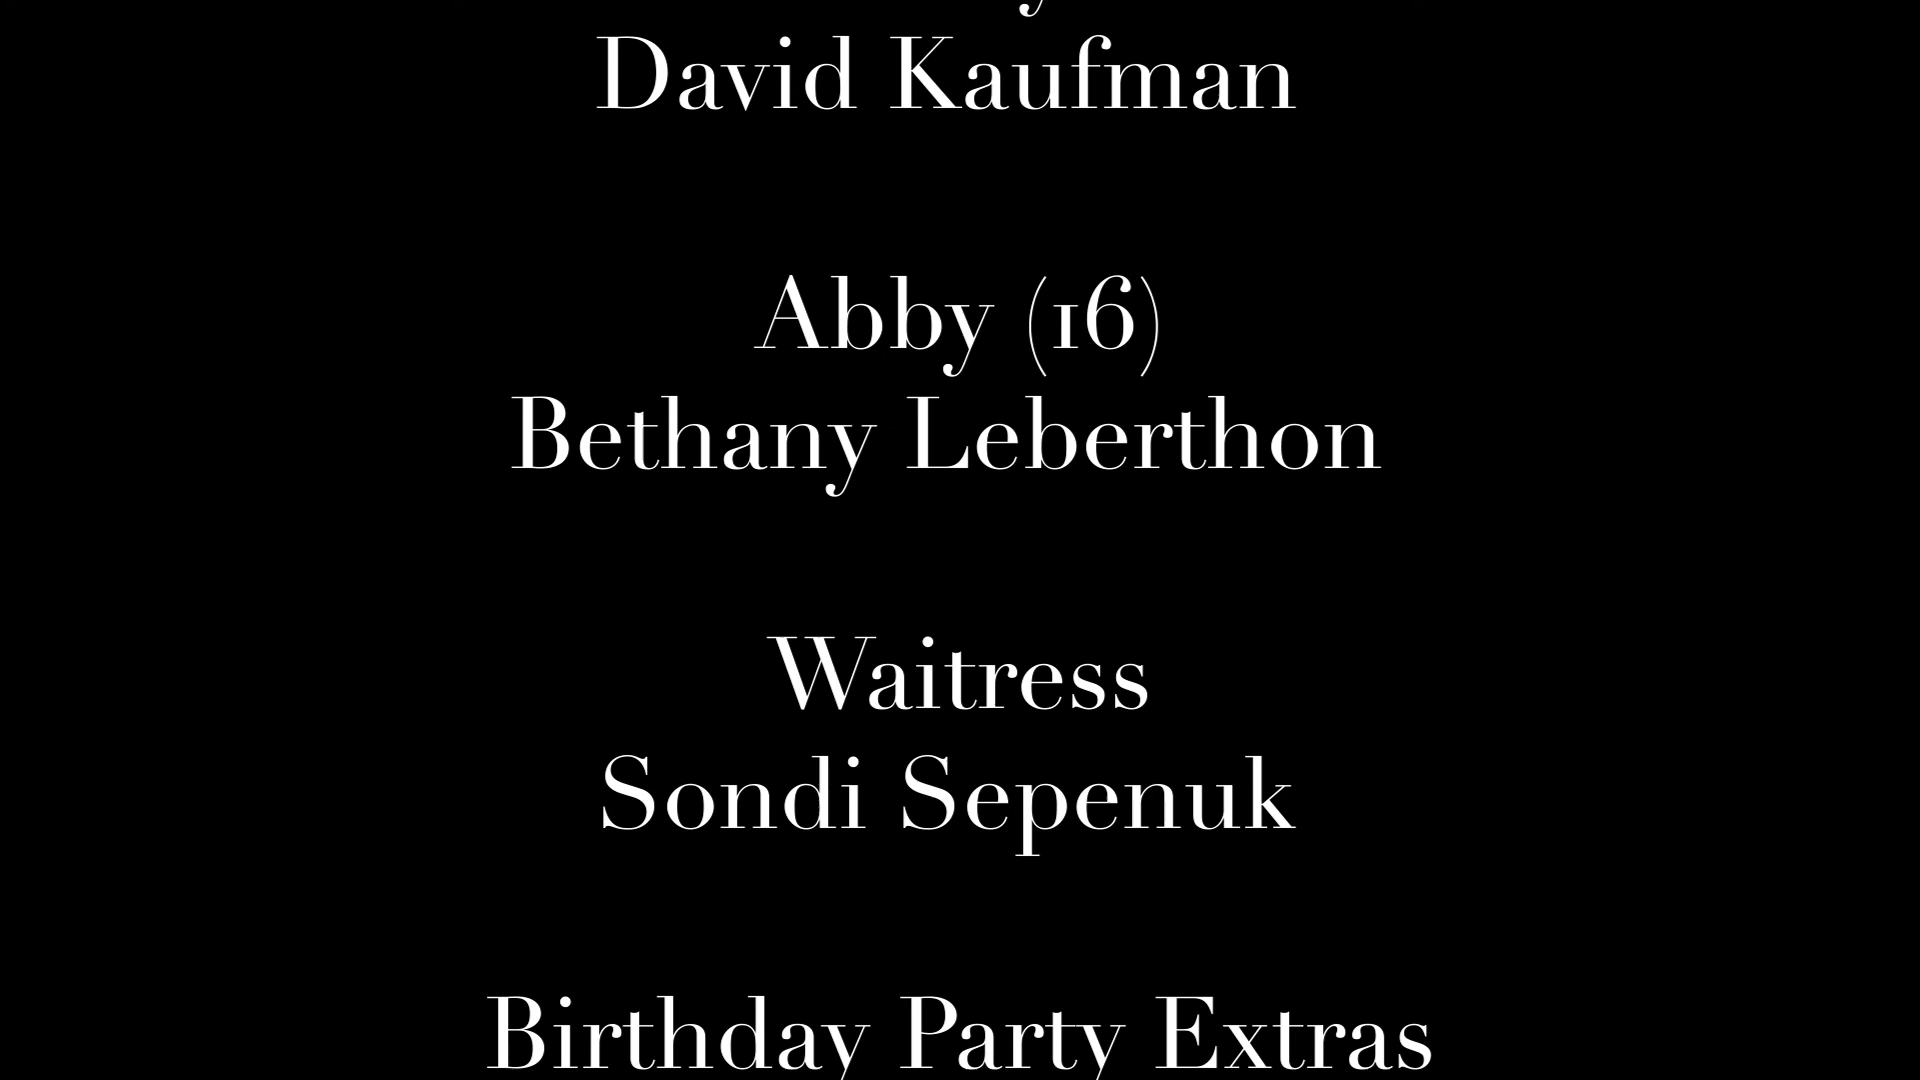 David Kaufman
Abby (16)
Bethany Leberthon
Waitress
Sondi Sepenuk
Birthday Party Extras